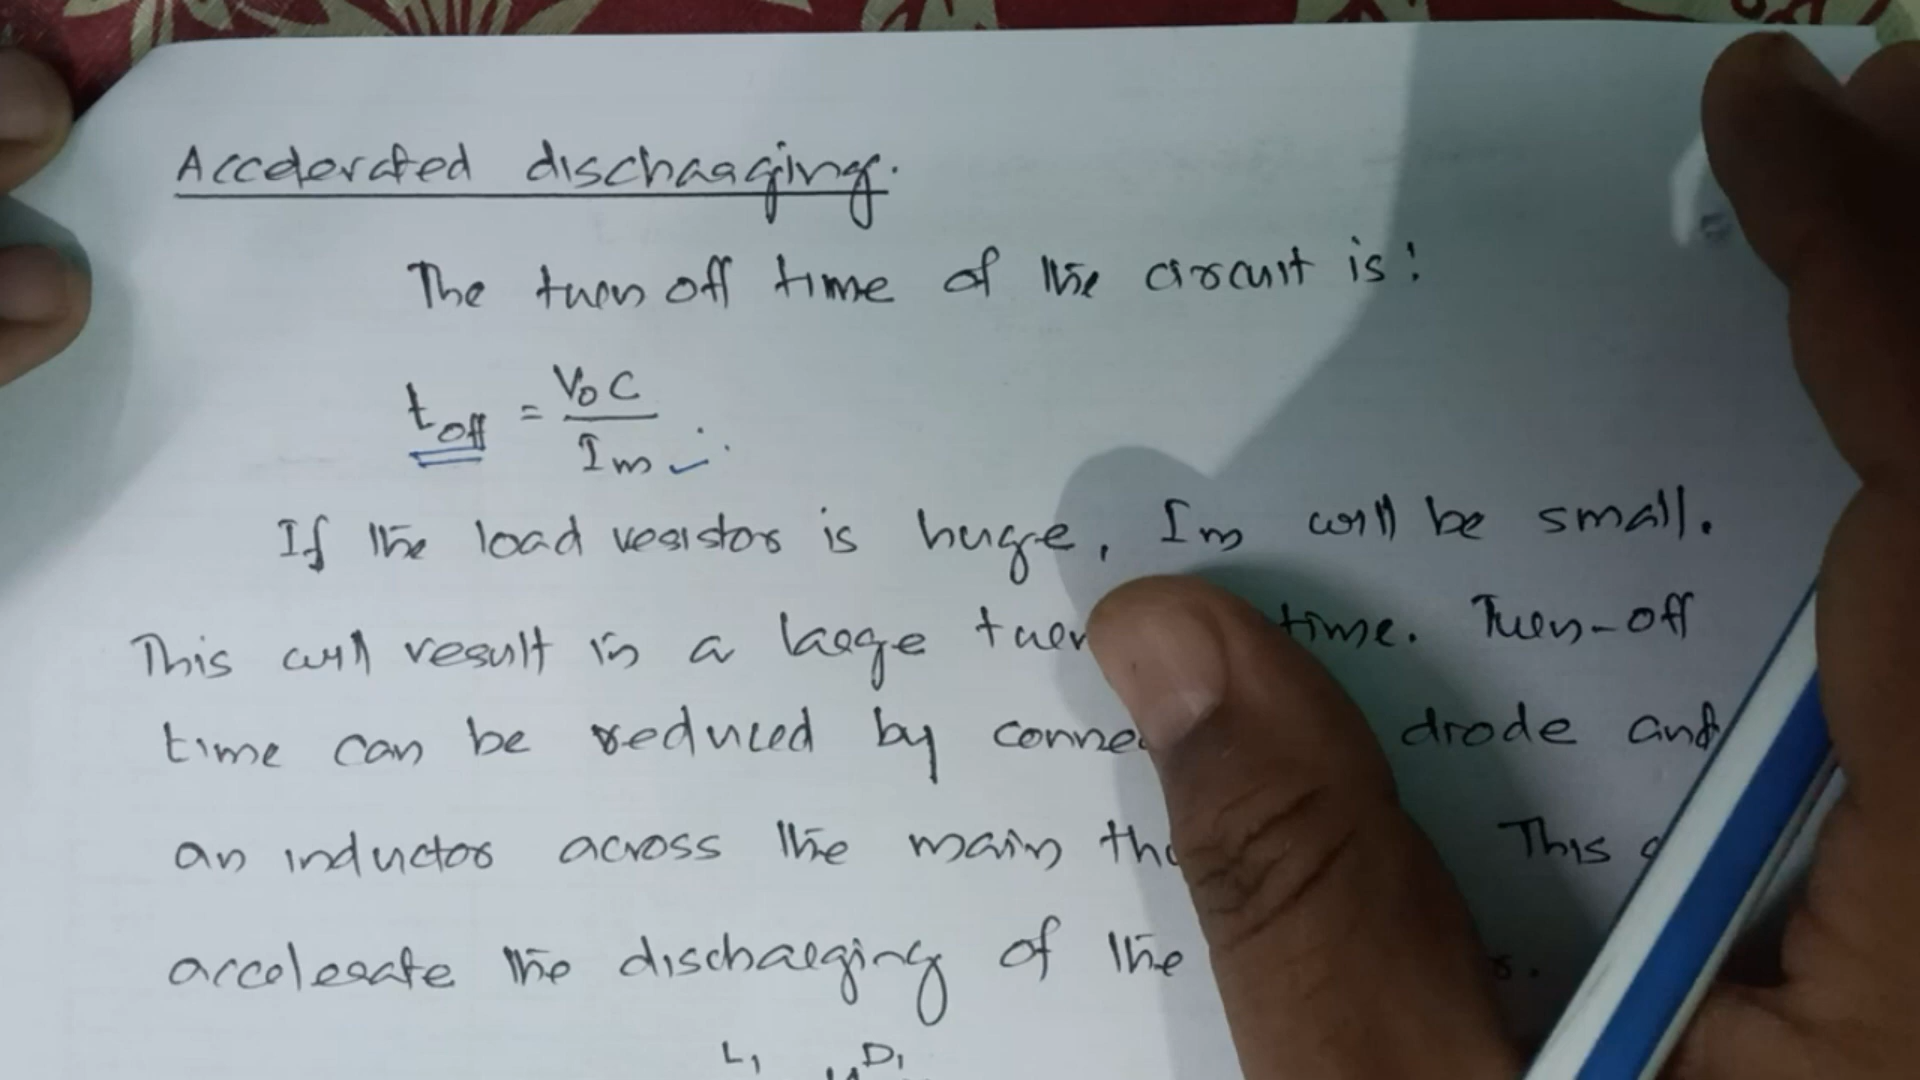 Accelerated discharging.
The turn off time of the circuit is:
t_off = V₀C / Im
If the load resistor is huge, Im will be small.
This will result in a large time. Turn-off
time can be reduced by diode and
an inductor across the main This
accelerate the discharging of the
L₁ D₁